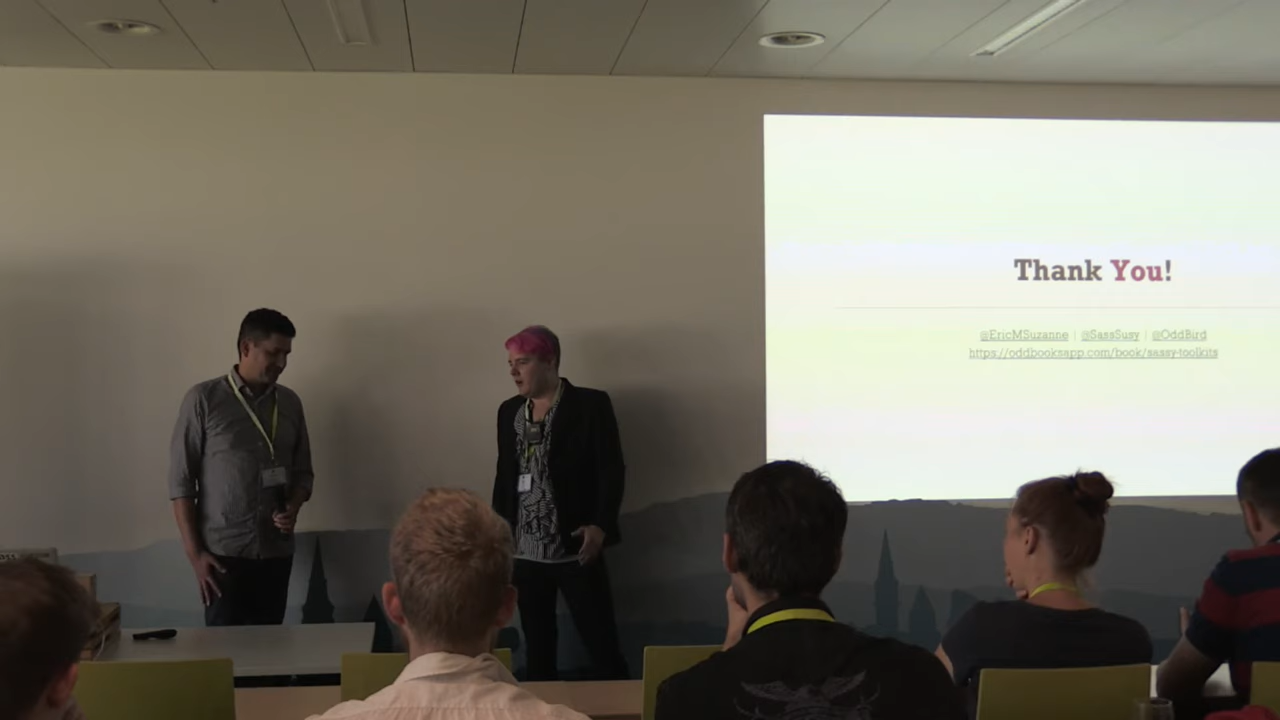 Thank You!
@EricMSuzanne | @SassSusy | @OddBird
https://oddbooksapp.com/book/sassy-toolkits